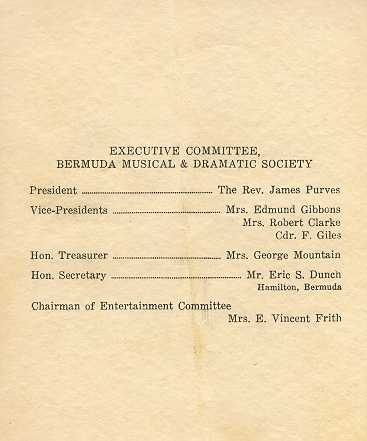 EXECUTIVE COMMITTEE,
BERMUDA MUSICAL & DRAMATIC SOCIETY
President ........................................ The Rev. James Purves
Vice-Presidents ................................. Mrs. Edmund Gibbons
Mrs. Robert Clarke
Cdr. F. Giles
Hon. Treasurer ................................. Mrs. George Mountain
Hon. Secretary ........................................ Mr. Eric S. Dunch
Hamilton, Bermuda
Chairman of Entertainment Committee
Mrs. E. Vincent Frith